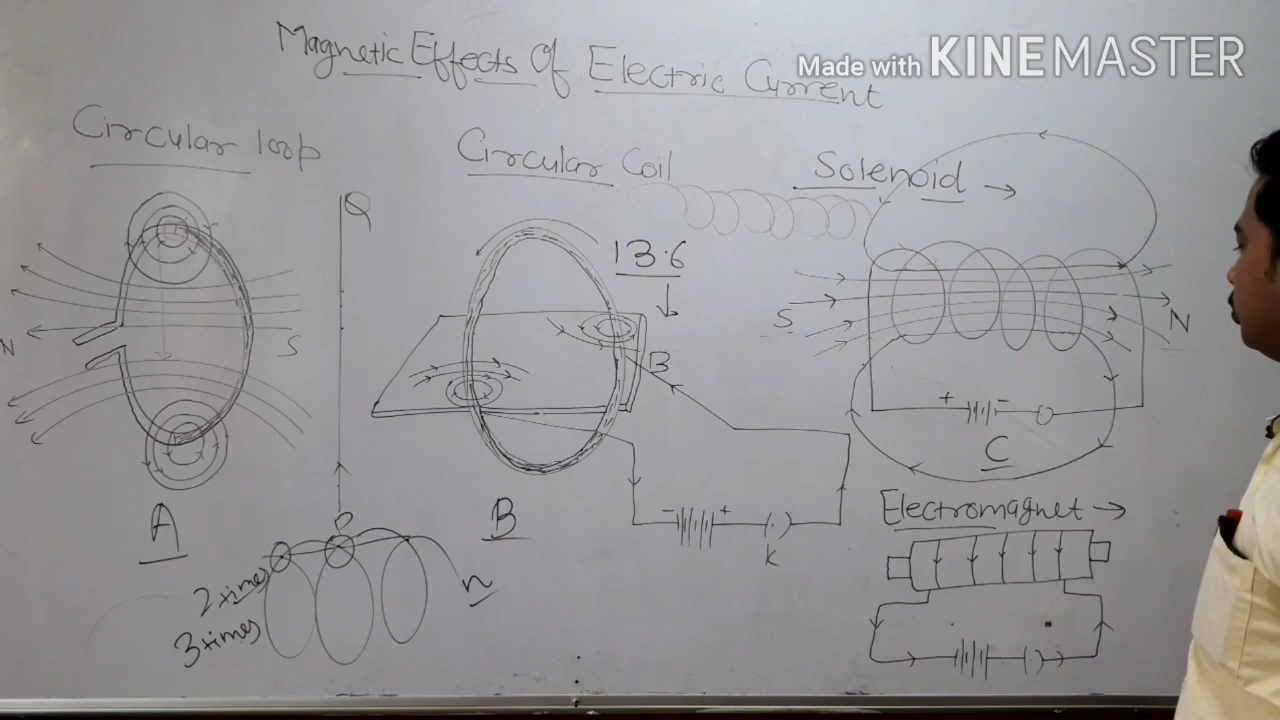 Magnetic Effects Of Electric Current
Made with KINEMASTER
Circular loop
Circular Coil
Solenoid →
Q
13.6
N
S
B
S
N
+ −
C
A
P
B
− +
K
Electromagnet →
2 times
3 times
n